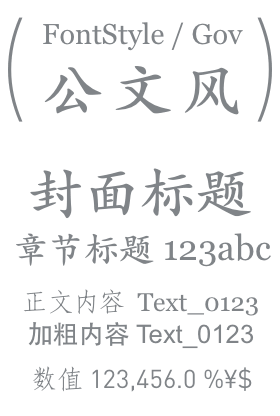 FontStyle / Gov
公文风
封面标题
章节标题 123abc
正文内容 Text_0123
加粗内容 Text_0123
数值 123,456.0 %¥$